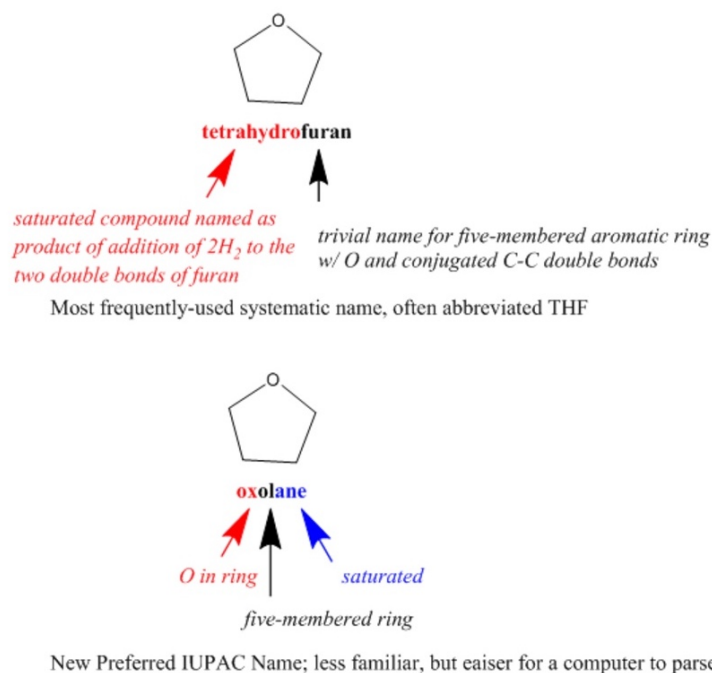 O
tetrahydrofuran
saturated compound named as
product of addition of 2H₂ to the
two double bonds of furan
trivial name for five-membered aromatic ring
w/ O and conjugated C-C double bonds
Most frequently-used systematic name, often abbreviated THF
O
oxolane
O in ring
saturated
five-membered ring
New Preferred IUPAC Name; less familiar, but eaiser for a computer to parse